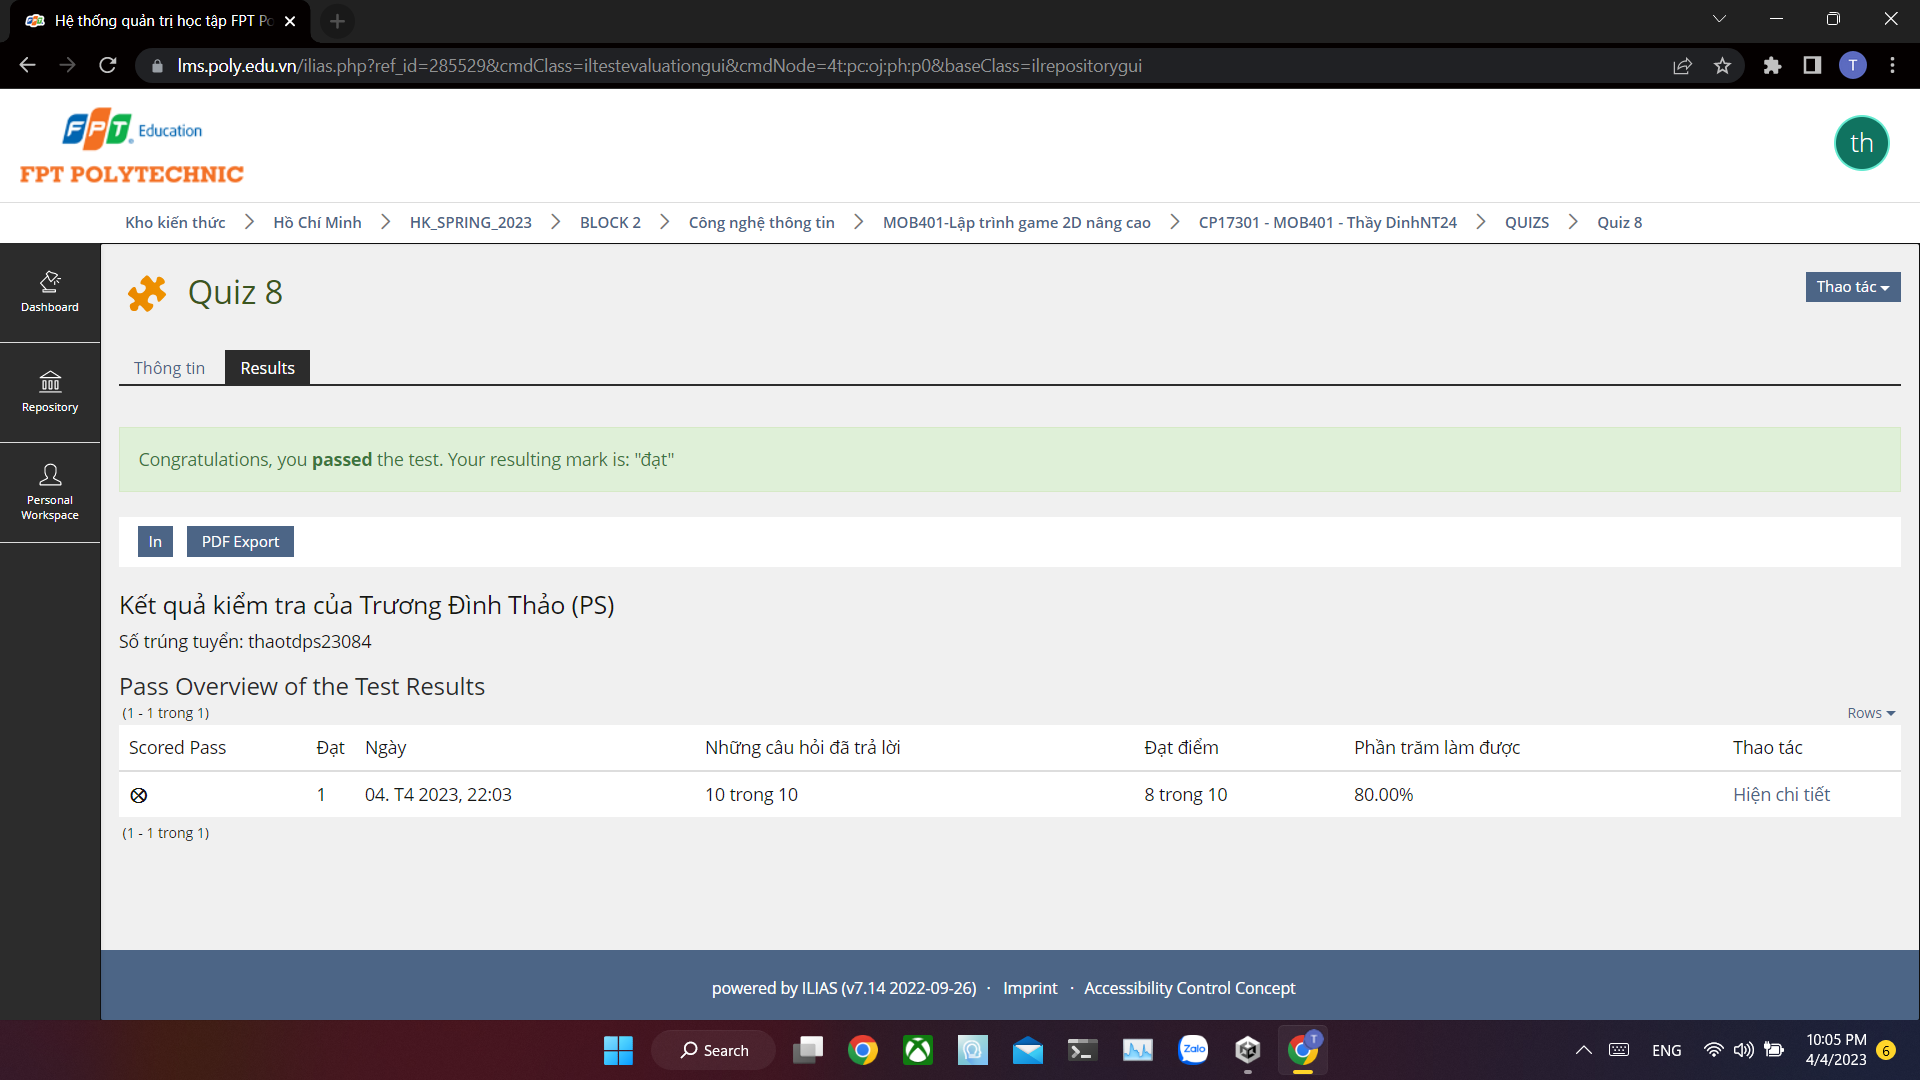 Hệ thống quản trị học tập FPT Po
lms.poly.edu.vn/ilias.php?ref_id=285529&cmdClass=iltestevaluationgui&cmdNode=4t:pc:oj:ph:p0&baseClass=ilrepositorygui
T
FPT Education
FPT POLYTECHNIC
th
Kho kiến thức > Hồ Chí Minh > HK_SPRING_2023 > BLOCK 2 > Công nghệ thông tin > MOB401-Lập trình game 2D nâng cao > CP17301 - MOB401 - Thầy DinhNT24 > QUIZS > Quiz 8
Dashboard
Repository
Personal
Workspace
Quiz 8
Thao tác
Thông tin Results
Congratulations, you passed the test. Your resulting mark is: "đạt"
In PDF Export
Kết quả kiểm tra của Trương Đình Thảo (PS)
Số trúng tuyển: thaotdps23084
Pass Overview of the Test Results
(1 - 1 trong 1) Rows
Scored Pass Đạt Ngày Những câu hỏi đã trả lời Đạt điểm Phần trăm làm được Thao tác
1 04. T4 2023, 22:03 10 trong 10 8 trong 10 80.00% Hiện chi tiết
(1 - 1 trong 1)
powered by ILIAS (v7.14 2022-09-26) · Imprint · Accessibility Control Concept
Search Zalo T ENG 10:05 PM
4/4/2023 6